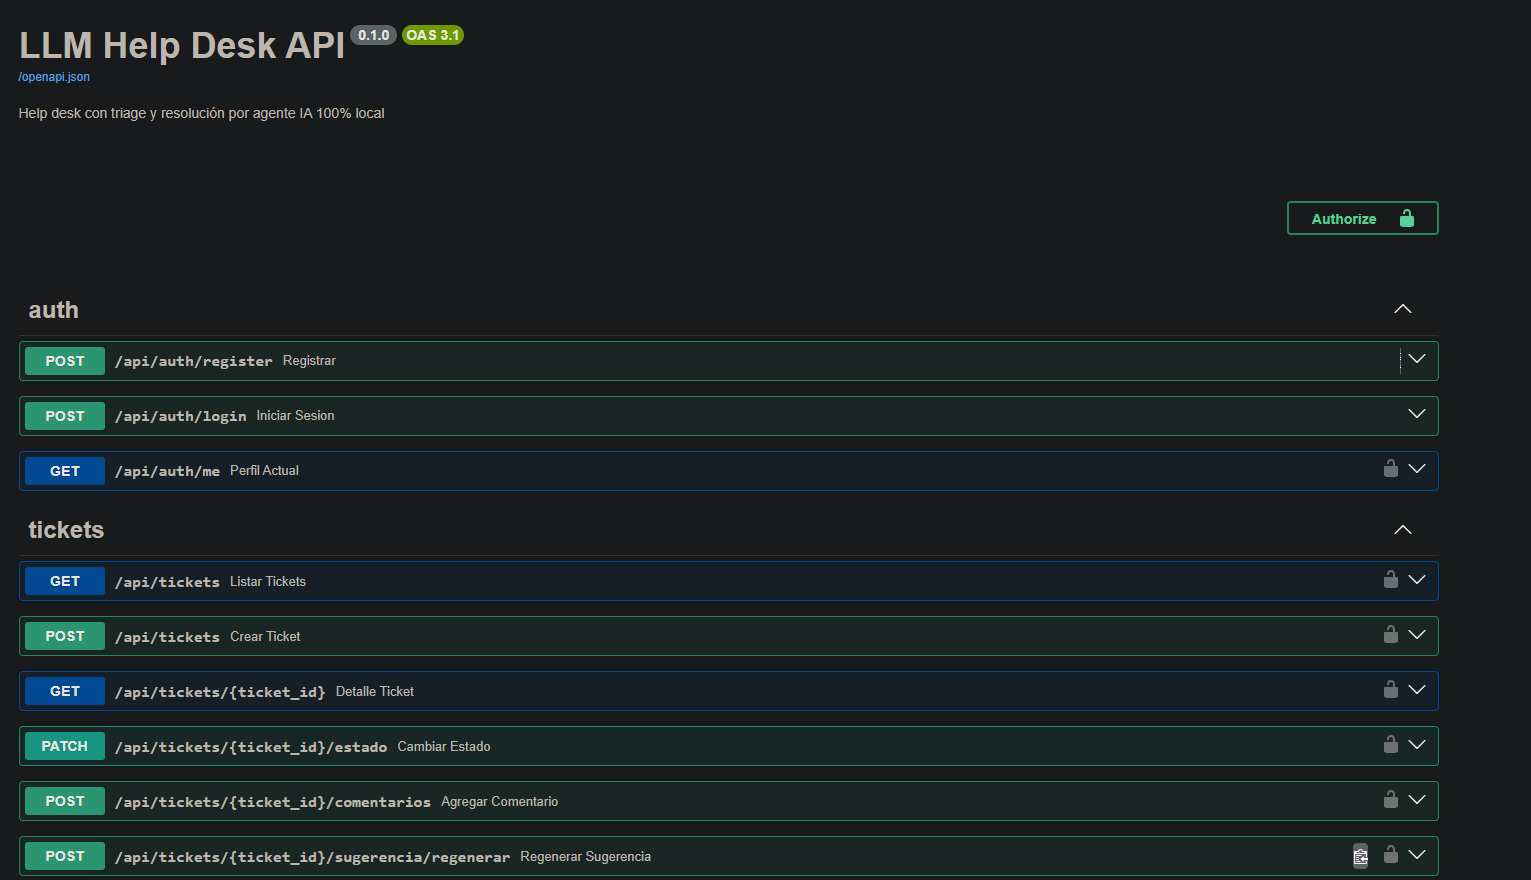 LLM Help Desk API 0.1.0 OAS 3.1
/openapi.json
Help desk con triage y resolución por agente IA 100% local
Authorize
auth
POST /api/auth/register Registrar
POST /api/auth/login Iniciar Sesion
GET /api/auth/me Perfil Actual
tickets
GET /api/tickets Listar Tickets
POST /api/tickets Crear Ticket
GET /api/tickets/{ticket_id} Detalle Ticket
PATCH /api/tickets/{ticket_id}/estado Cambiar Estado
POST /api/tickets/{ticket_id}/comentarios Agregar Comentario
POST /api/tickets/{ticket_id}/sugerencia/regenerar Regenerar Sugerencia